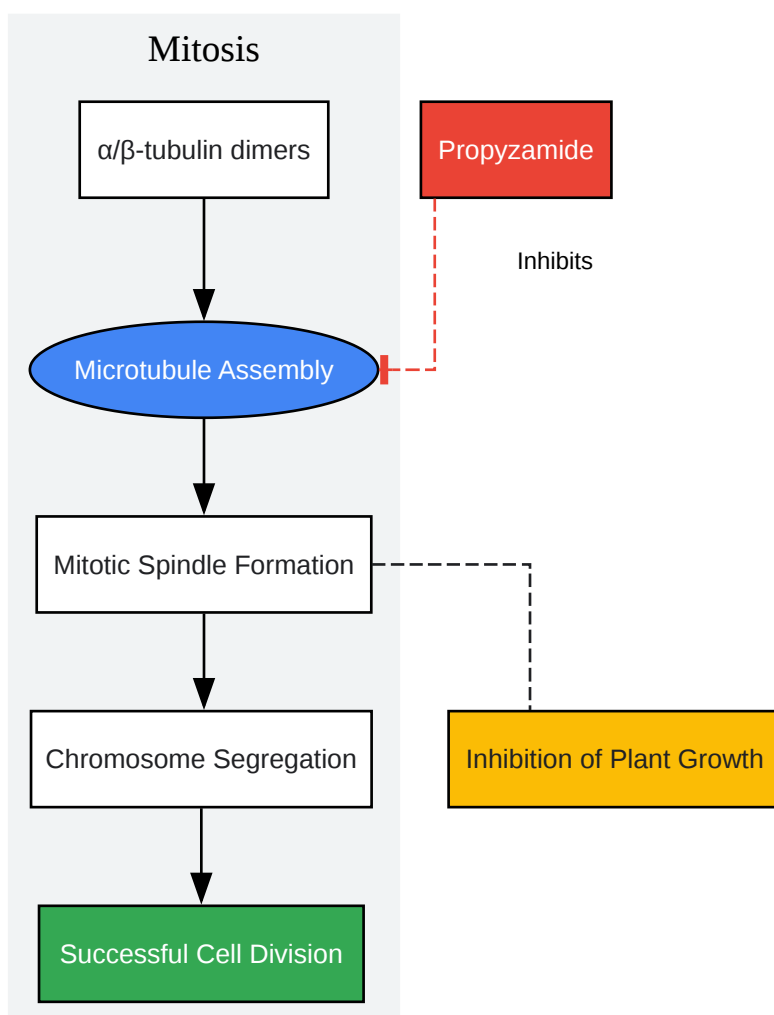 Mitosis
α/β-tubulin dimers
Propyzamide
Inhibits
Microtubule Assembly
Mitotic Spindle Formation
Chromosome Segregation
Inhibition of Plant Growth
Successful Cell Division